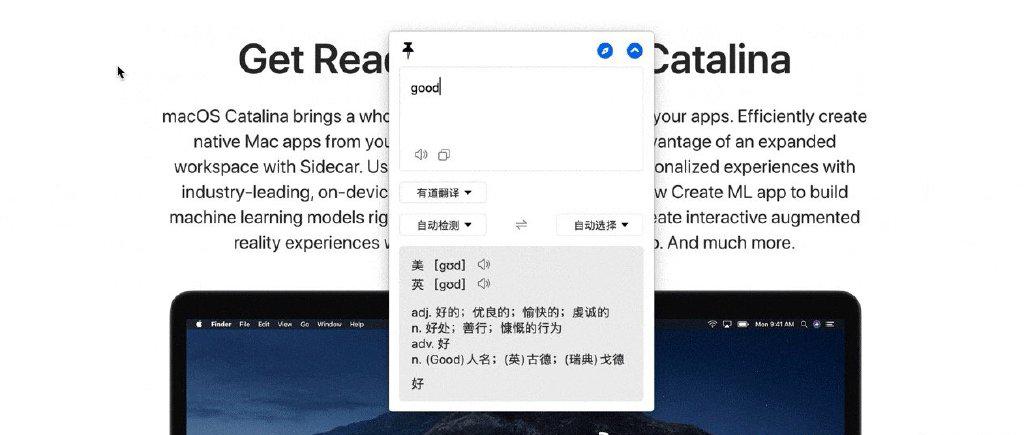 Get Read
Catalina
macOS Catalina brings a who
your apps. Efficiently create
native Mac apps from you
vantage of an expanded
workspace with Sidecar. Us
onalized experiences with
industry-leading, on-devic
w Create ML app to build
machine learning models rig
eate interactive augmented
reality experiences w
o. And much more.
good
有道翻译
自动检测
自动选择
美 [ɡʊd]
英 [ɡʊd]
adj. 好的；优良的；愉快的；虔诚的
n. 好处；善行；慷慨的行为
adv. 好
n. (Good)人名；(英)古德；(瑞典)戈德
好
Finder File Edit View Go Window Help
Mon 9:41 AM